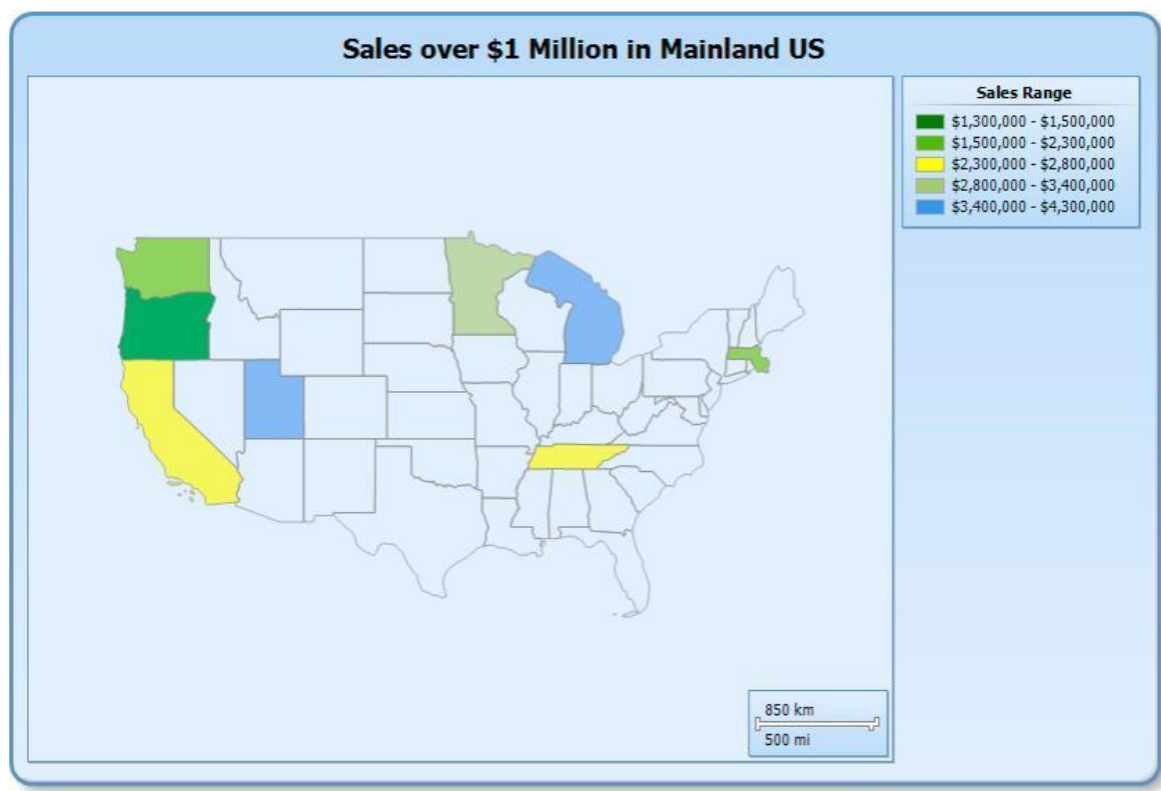 Sales over $1 Million in Mainland US
Sales Range
$1,300,000 - $1,500,000
$1,500,000 - $2,300,000
$2,300,000 - $2,800,000
$2,800,000 - $3,400,000
$3,400,000 - $4,300,000
850 km
500 mi